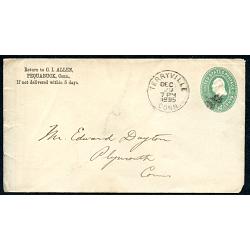 Return to C. I. ALLEN,
PEQUABUCK, Conn.,
If not delivered within 5 days.
TERRYVILLE
DEC
7 PM
1895
CONN.
Mr. Edward Dayton
Plymouth
Conn